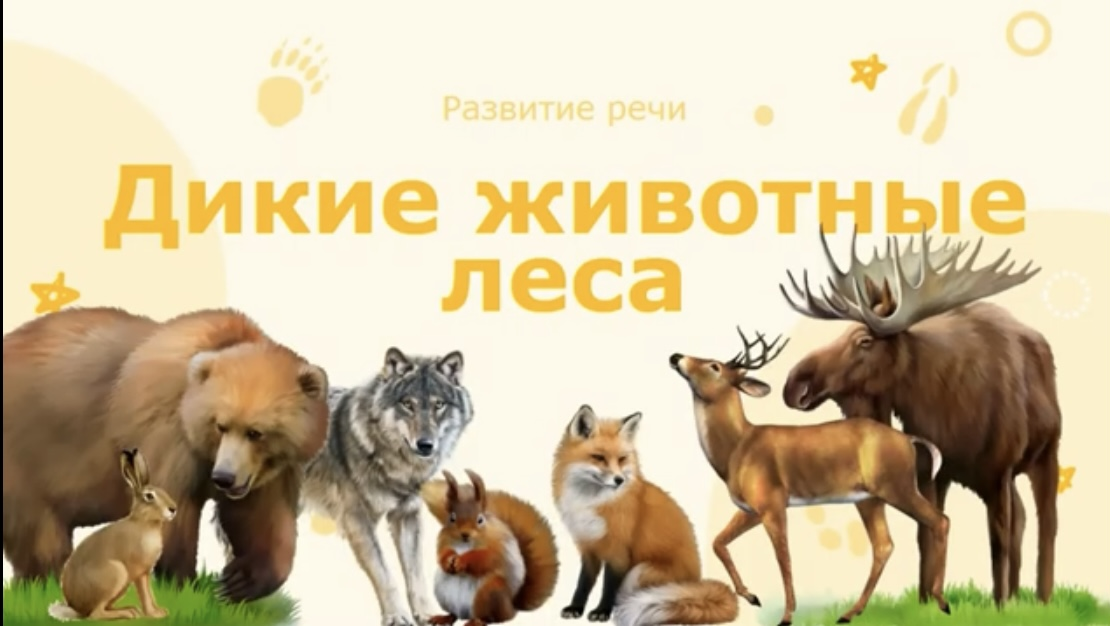 Развитие речи
Дикие животные
леса